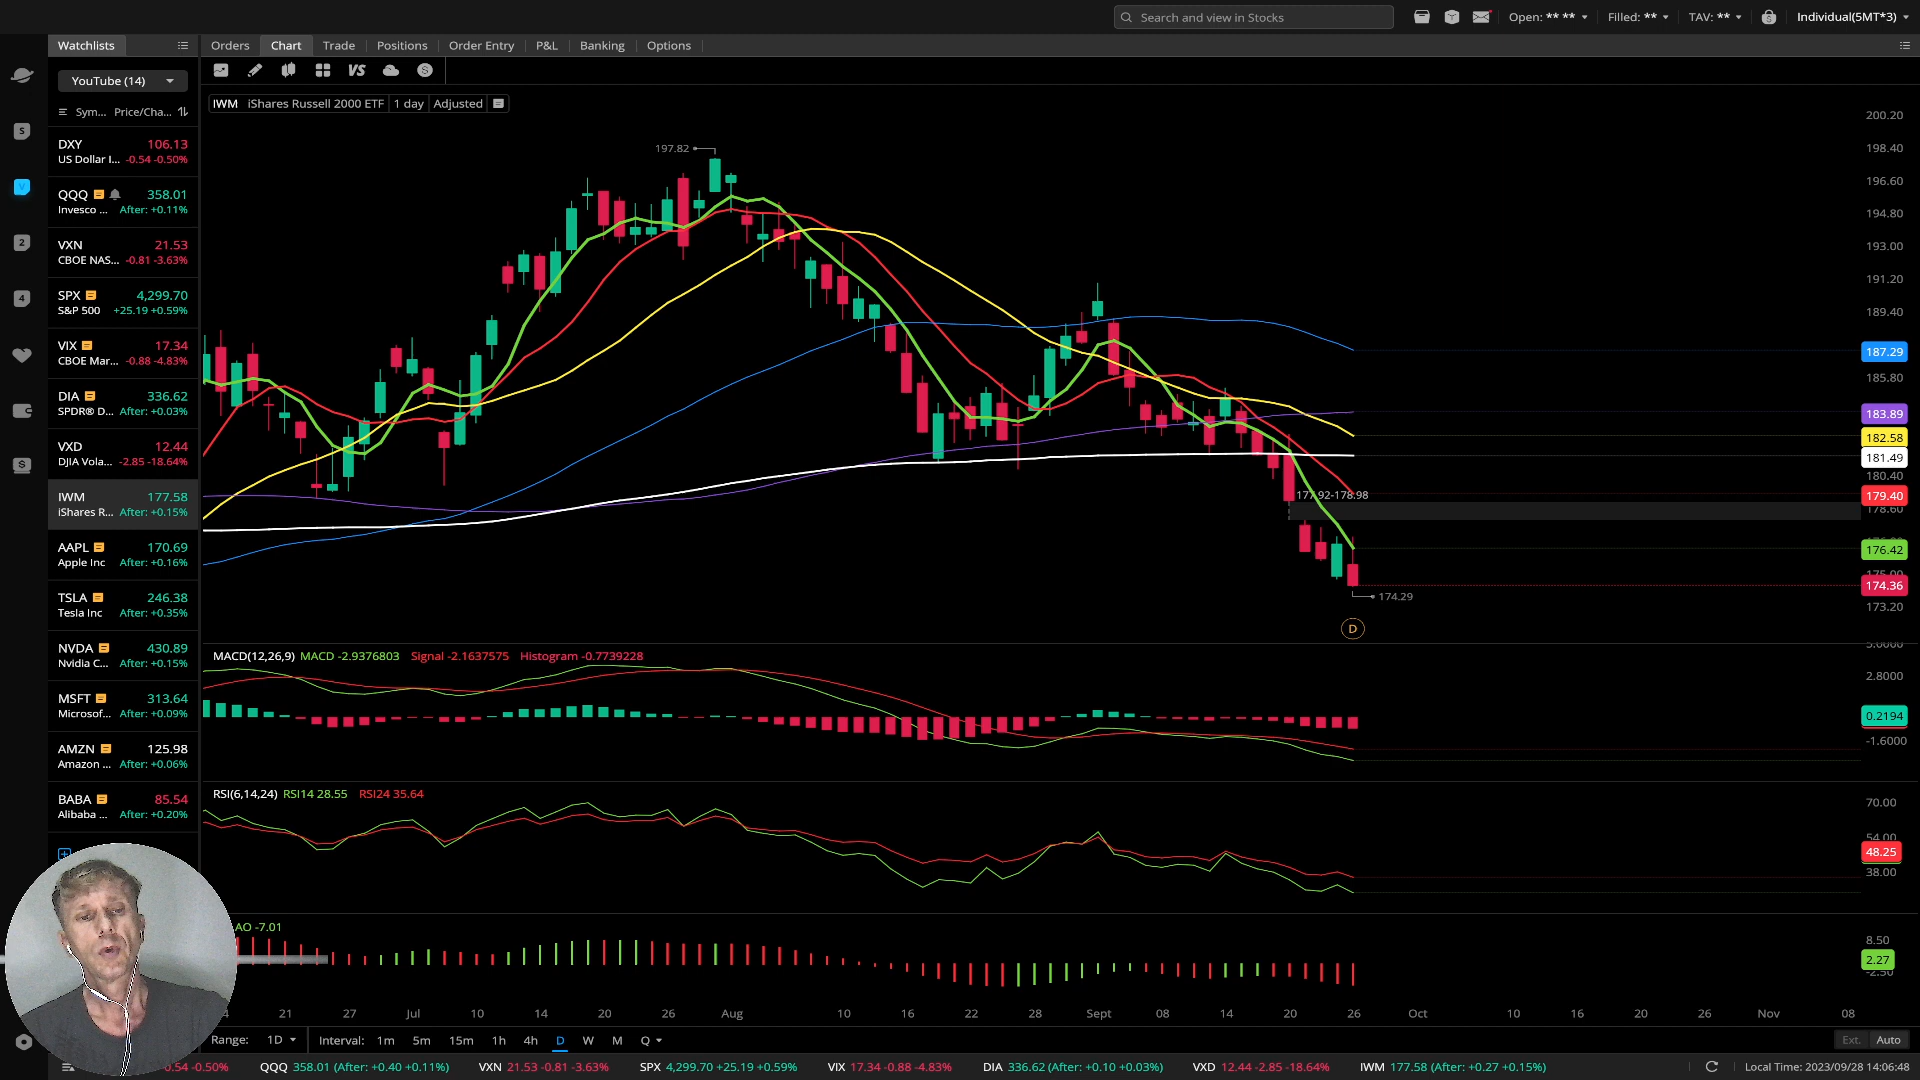 Search and view in Stocks
Open: ** **
Filled: **
TAV: **
Individual(5MT*3)
Watchlists
Orders
Chart
Trade
Positions
Order Entry
P&L
Banking
Options
YouTube (14)
VS
Sym... Price/Cha...
IWM iShares Russell 2000 ETF 1 day Adjusted
DXY 106.13
US Dollar I... -0.54 -0.50%
QQQ 358.01
Invesco ... After: +0.11%
VXN 21.53
CBOE NAS... -0.81 -3.63%
SPX 4,299.70
S&P 500 +25.19 +0.59%
VIX 17.34
CBOE Mar... -0.88 -4.83%
DIA 336.62
SPDR® D... After: +0.03%
VXD 12.44
DJIA Vola... -2.85 -18.64%
IWM 177.58
iShares R... After: +0.15%
AAPL 170.69
Apple Inc After: +0.16%
TSLA 246.38
Tesla Inc After: +0.35%
NVDA 430.89
Nvidia C... After: +0.15%
MSFT 313.64
Microsof... After: +0.09%
AMZN 125.98
Amazon ... After: +0.06%
BABA 85.54
Alibaba ... After: +0.20%
197.82
177.92-178.98
174.29
D
200.20
198.40
196.60
194.80
193.00
191.20
189.40
187.29
185.80
183.89
182.58
181.49
180.40
179.40
178.60
176.42
174.36
173.20
MACD(12,26,9) MACD -2.9376803 Signal -2.1637575 Histogram -0.7739228
2.8000
0.2194
-1.6000
RSI(6,14,24) RSI14 28.55 RSI24 35.64
70.00
54.00
48.25
38.00
AO -7.01
8.50
2.27
21 27 Jul 10 14 20 26 Aug 10 16 22 28 Sept 08 14 20 26 Oct 10 16 20 26 Nov 08
Range: 1D Interval: 1m 5m 15m 1h 4h D W M Q Ext. Auto
0.54 -0.50% QQQ 358.01 (After: +0.40 +0.11%) VXN 21.53 -0.81 -3.63% SPX 4,299.70 +25.19 +0.59% VIX 17.34 -0.88 -4.83% DIA 336.62 (After: +0.10 +0.03%) VXD 12.44 -2.85 -18.64% IWM 177.58 (After: +0.27 +0.15%) Local Time: 2023/09/28 14:06:48